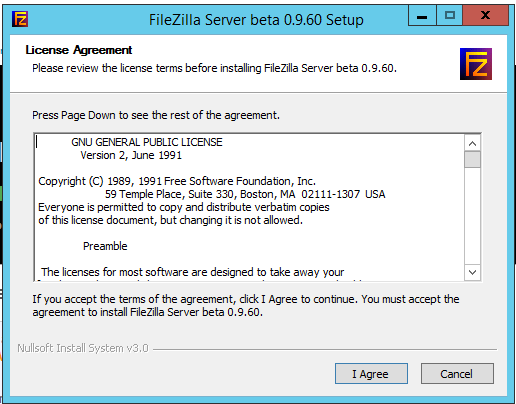 FileZilla Server beta 0.9.60 Setup
License Agreement
Please review the license terms before installing FileZilla Server beta 0.9.60.
Press Page Down to see the rest of the agreement.
GNU GENERAL PUBLIC LICENSE
Version 2, June 1991
Copyright (C) 1989, 1991 Free Software Foundation, Inc.
59 Temple Place, Suite 330, Boston, MA 02111-1307 USA
Everyone is permitted to copy and distribute verbatim copies
of this license document, but changing it is not allowed.
Preamble
The licenses for most software are designed to take away your
If you accept the terms of the agreement, click I Agree to continue. You must accept the
agreement to install FileZilla Server beta 0.9.60.
Nullsoft Install System v3.0
I Agree
Cancel